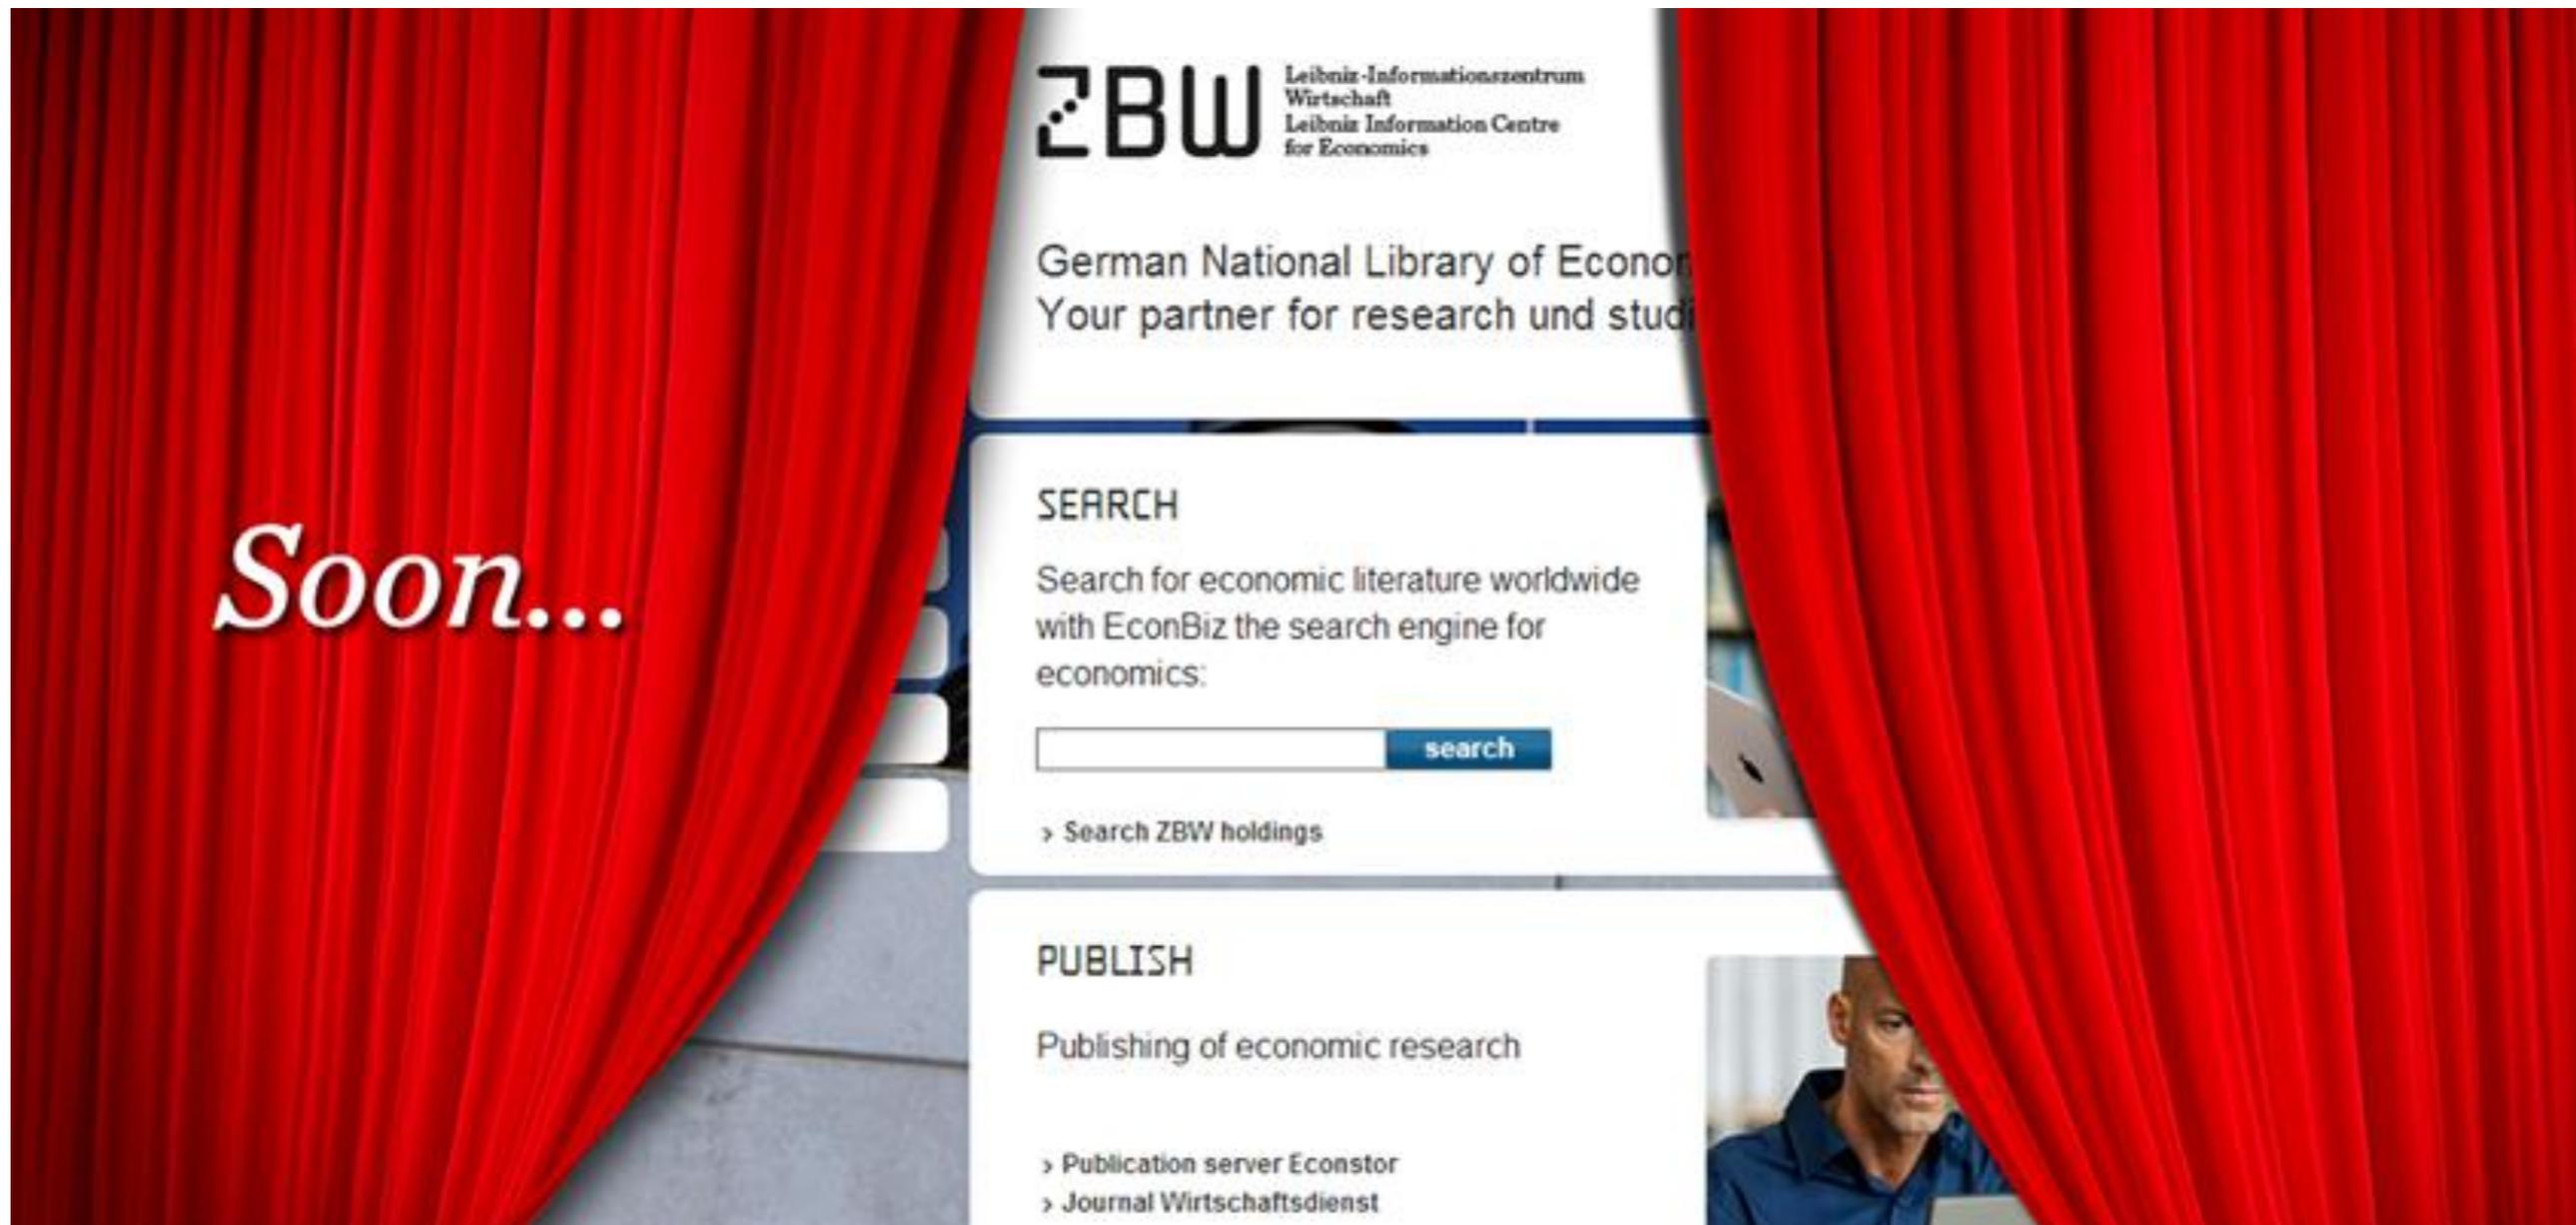 ZBW
Leibniz-Informationszentrum
Wirtschaft
Leibniz Information Centre
for Economics
German National Library of Econom
Your partner for research und studi
Soon...
SEARCH
Search for economic literature worldwide
with EconBiz the search engine for
economics:
search
› Search ZBW holdings
PUBLISH
Publishing of economic research
› Publication server Econstor
› Journal Wirtschaftsdienst